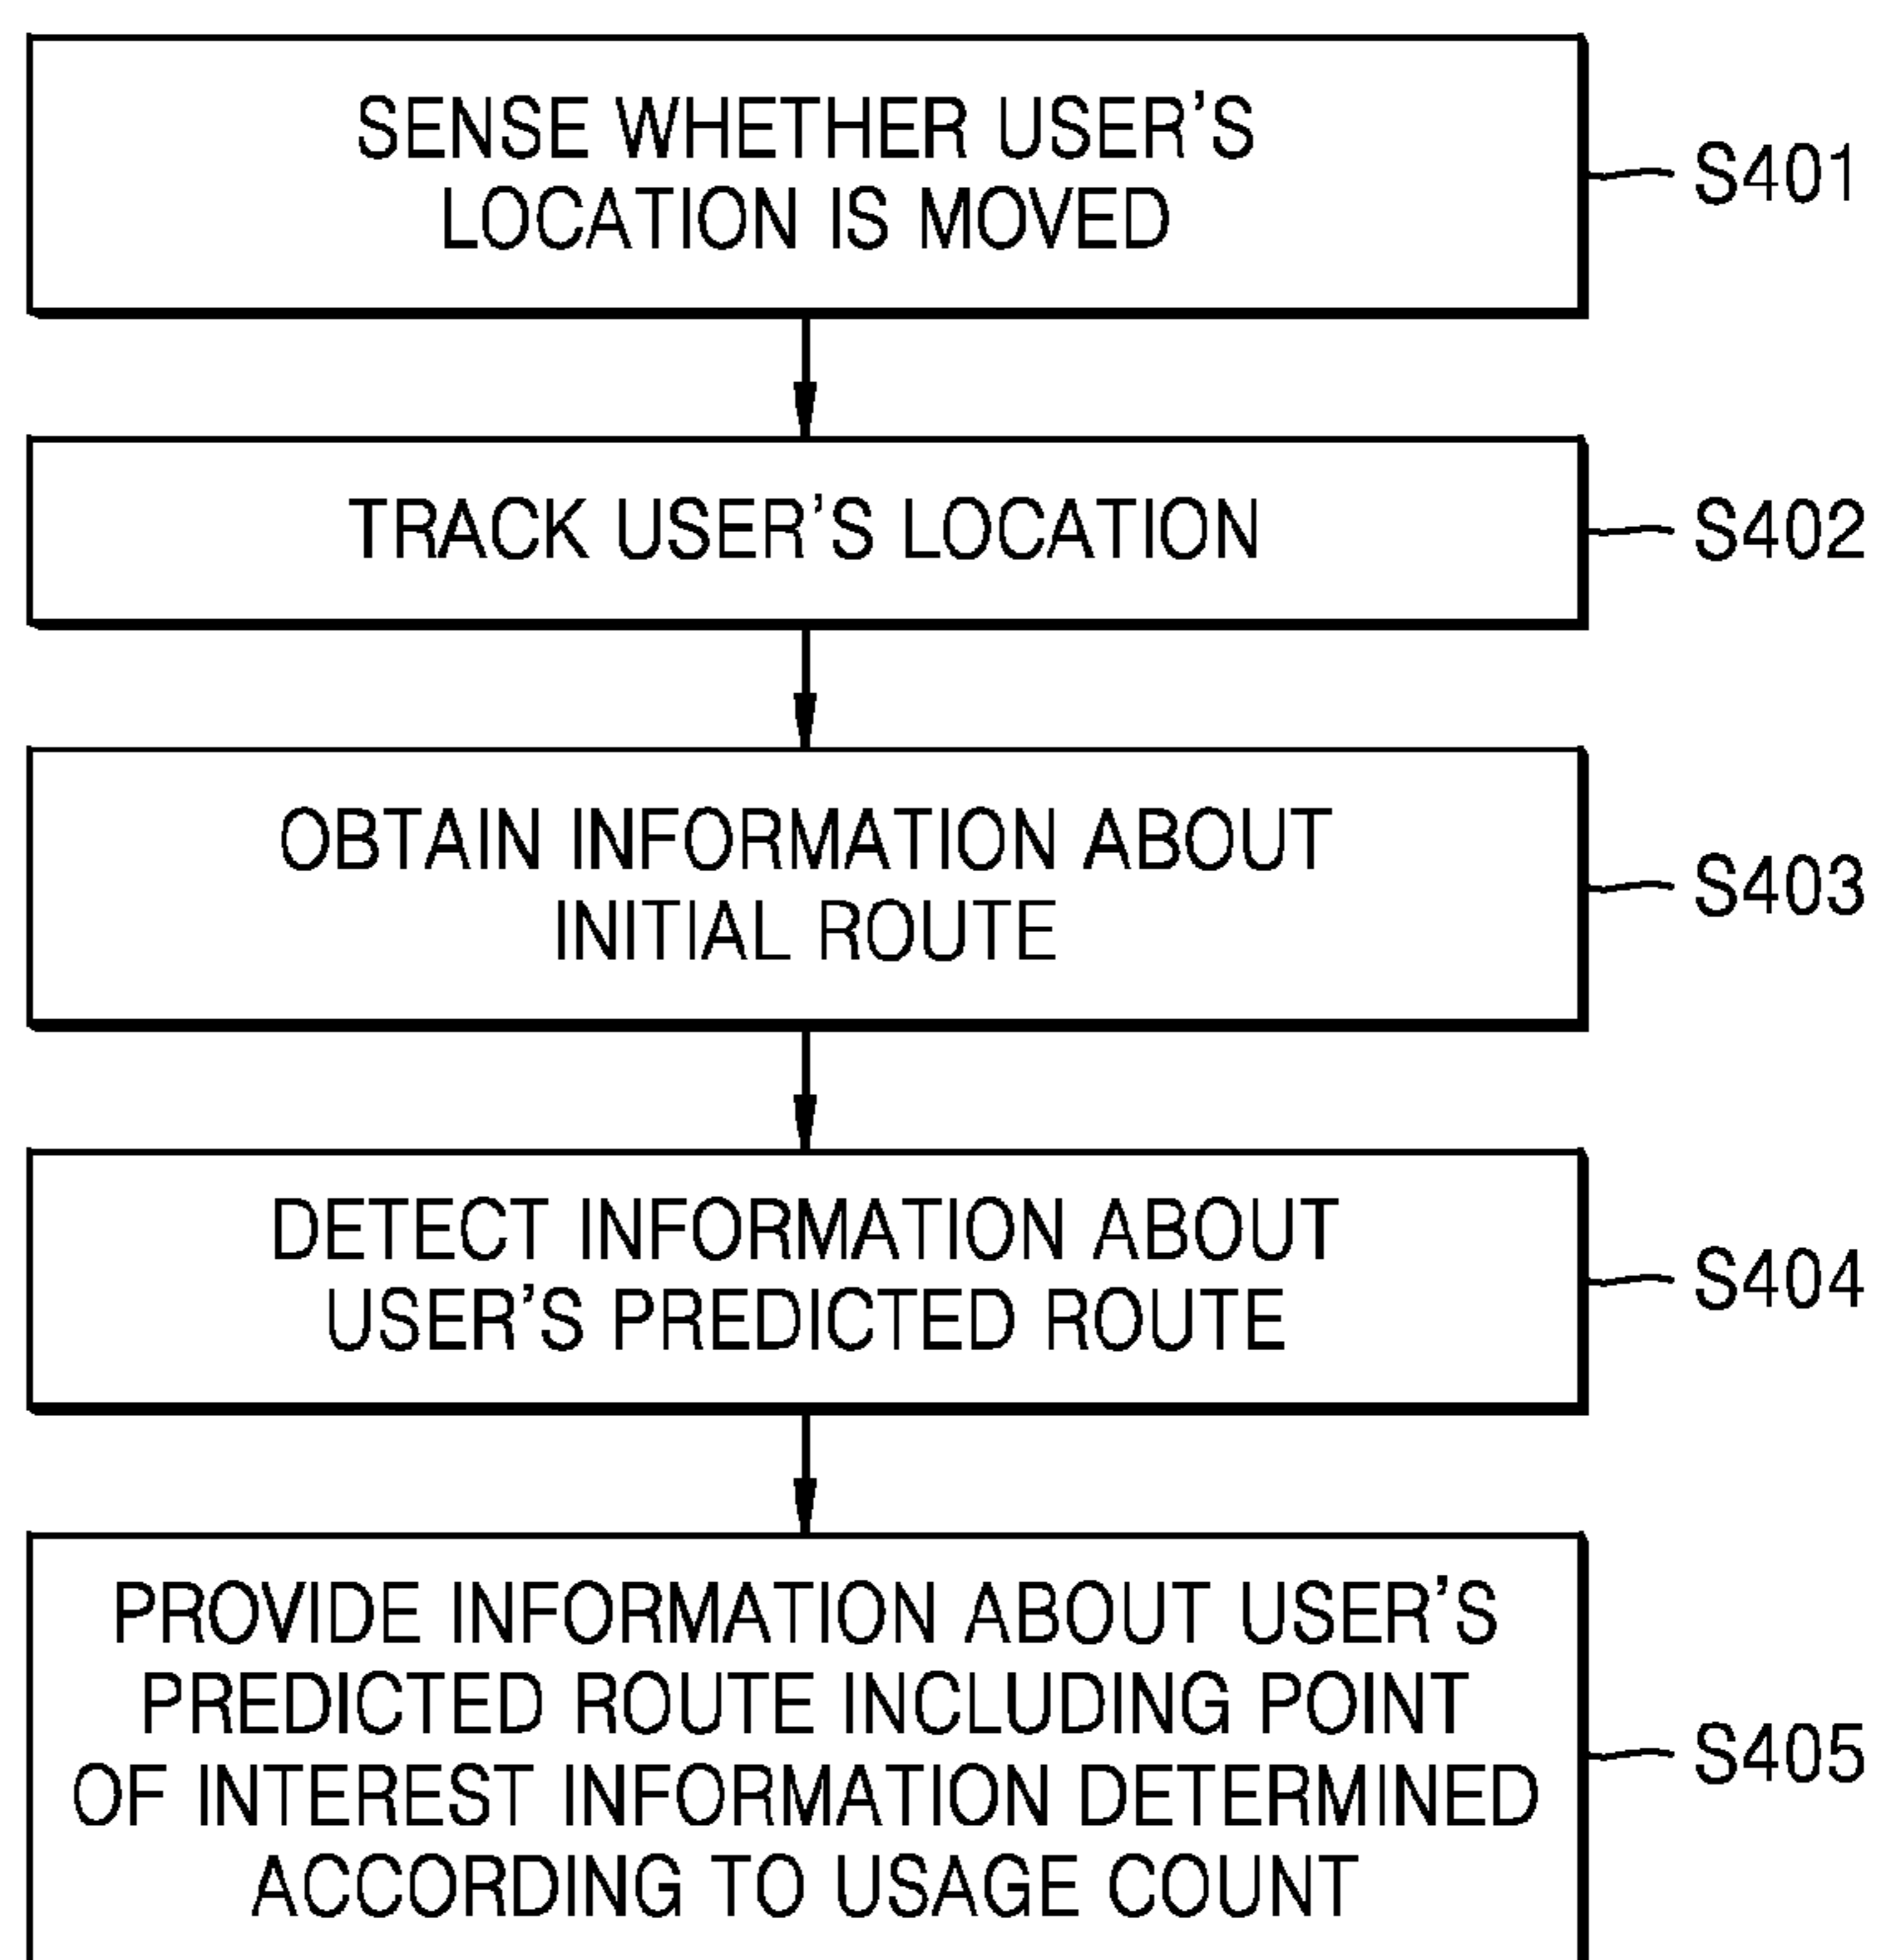 SENSE WHETHER USER'S
LOCATION IS MOVED
S401
TRACK USER'S LOCATION
S402
OBTAIN INFORMATION ABOUT
INITIAL ROUTE
S403
DETECT INFORMATION ABOUT
USER'S PREDICTED ROUTE
S404
PROVIDE INFORMATION ABOUT USER'S
PREDICTED ROUTE INCLUDING POINT
OF INTEREST INFORMATION DETERMINED
ACCORDING TO USAGE COUNT
S405